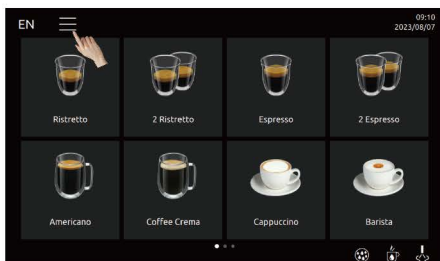 EN
09:10
2023/08/07
Ristretto
2 Ristretto
Espresso
2 Espresso
Americano
Coffee Crema
Cappuccino
Barista